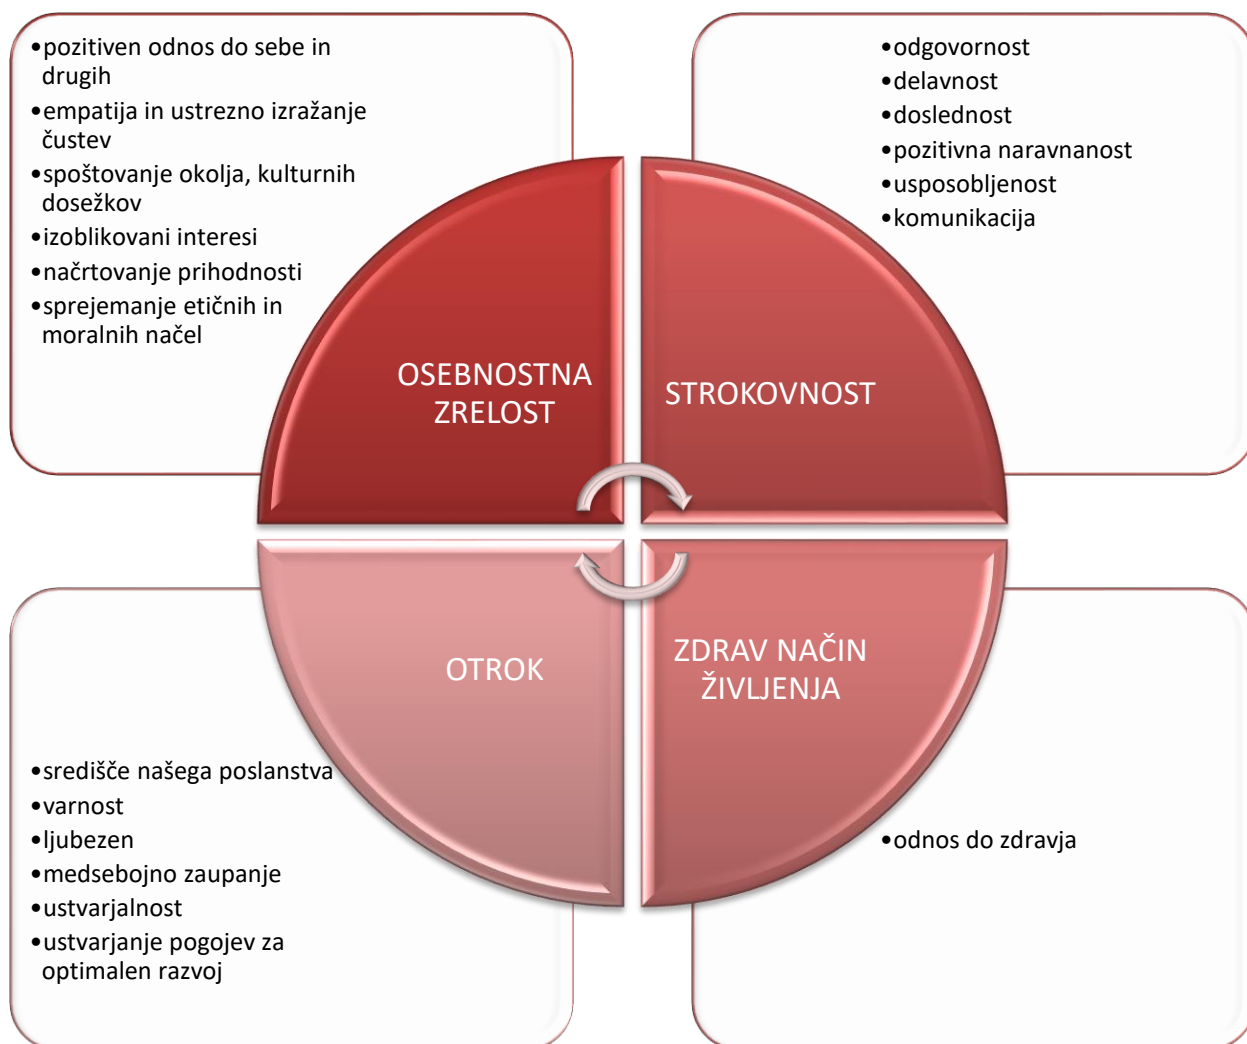 •pozitiven odnos do sebe in
drugih
•empatija in ustrezno izražanje
čustev
•spoštovanje okolja, kulturnih
dosežkov
•izoblikovani interesi
•načrtovanje prihodnosti
•sprejemanje etičnih in
moralnih načel
•odgovornost
•delavnost
•doslednost
•pozitivna naravnanost
•usposobljenost
•komunikacija
OSEBNOSTNA
ZRELOST
STROKOVNOST
OTROK
ZDRAV NAČIN
ŽIVLJENJA
•središče našega poslanstva
•varnost
•ljubezen
•medsebojno zaupanje
•ustvarjalnost
•ustvarjanje pogojev za
optimalen razvoj
•odnos do zdravja